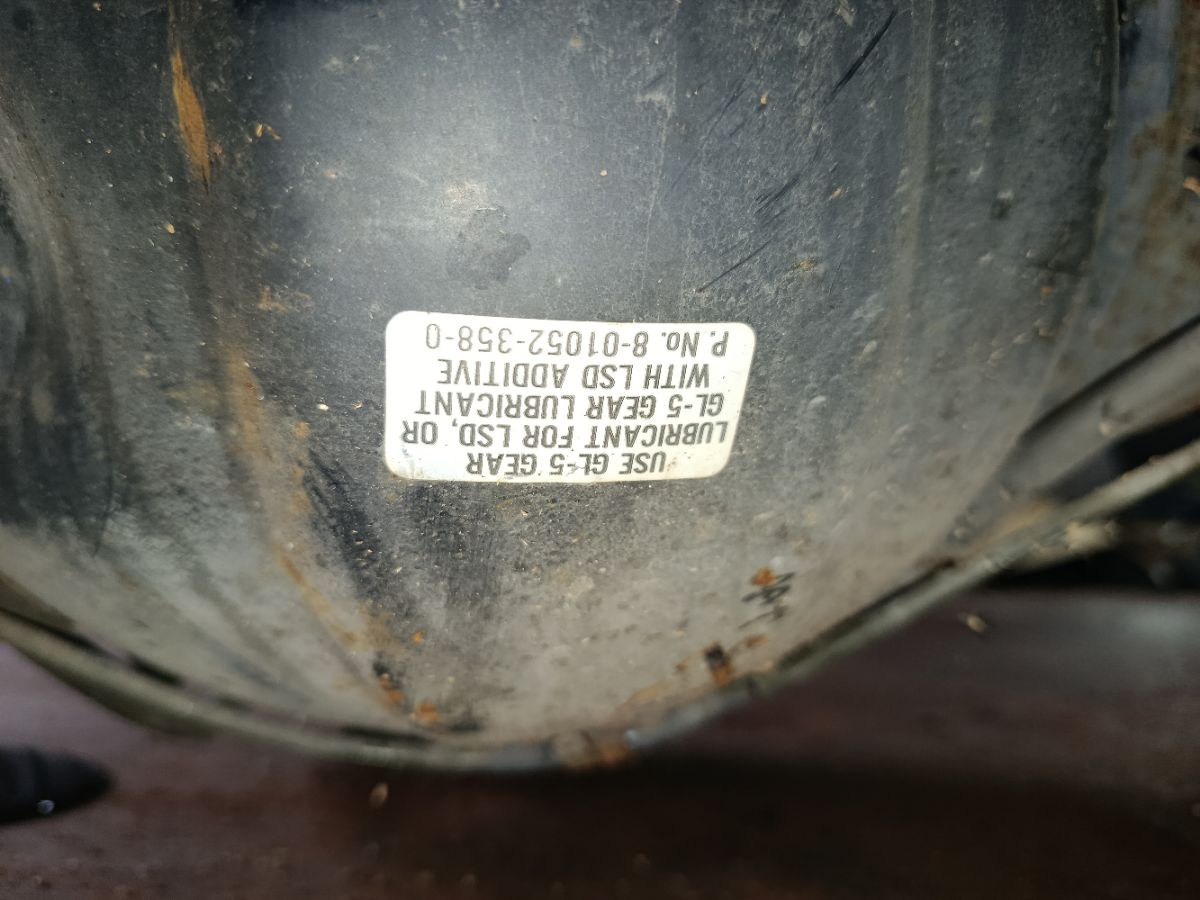 USE GL-5 GEAR
LUBRICANT FOR LSD, OR
GL-5 GEAR LUBRICANT
WITH LSD ADDITIVE
P. No. 8-01052-358-0